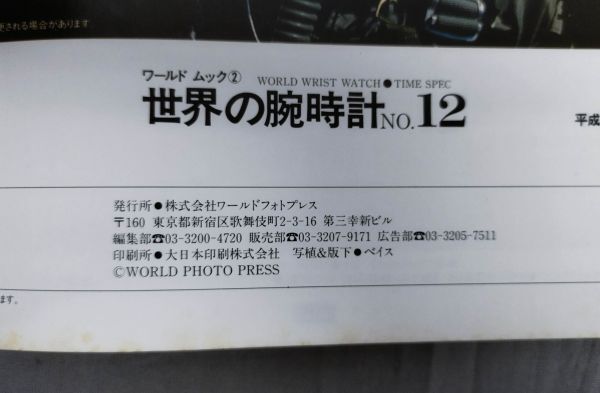 更される場合があります
ワールド ムック②
WORLD WRIST WATCH●TIME SPEC
世界の腕時計NO.12
平成
発行所●株式会社ワールドフォトプレス
〒160 東京都新宿区歌舞伎町2-3-16 第三幸新ビル
編集部☎03-3200-4720 販売部☎03-3207-9171 広告部☎03-3205-7511
印刷所●大日本印刷株式会社 写植&版下●ベイス
©WORLD PHOTO PRESS
ます。